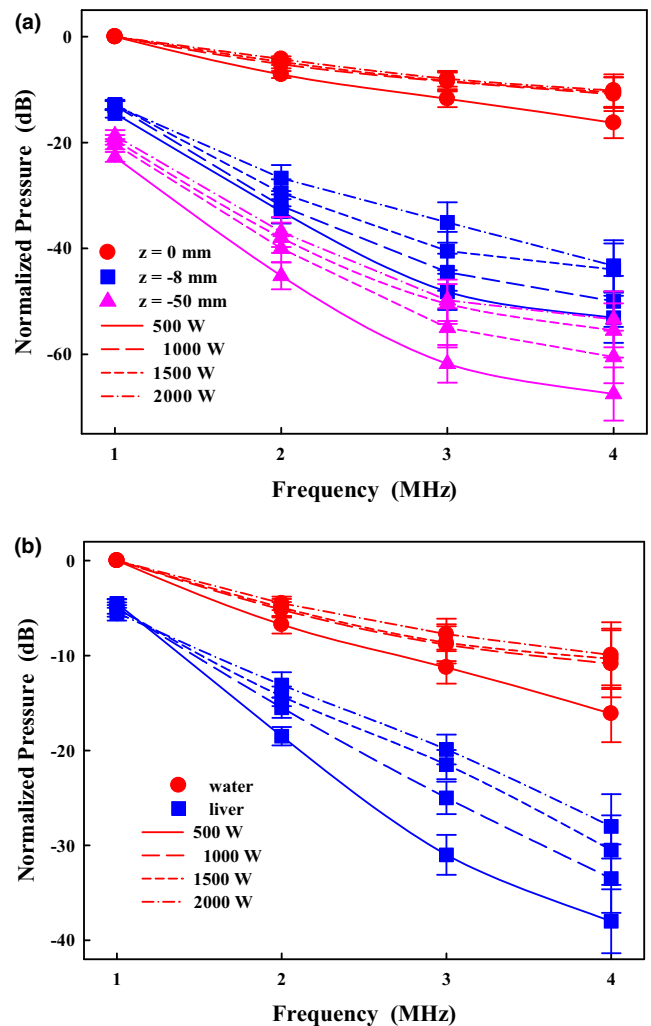 (a)
0
-20
-40
-60
Normalized Pressure (dB)
z = 0 mm
z = -8 mm
z = -50 mm
500 W
1000 W
1500 W
2000 W
1 2 3 4
Frequency (MHz)
(b)
0
-10
-20
-30
-40
Normalized Pressure (dB)
water
liver
500 W
1000 W
1500 W
2000 W
1 2 3 4
Frequency (MHz)